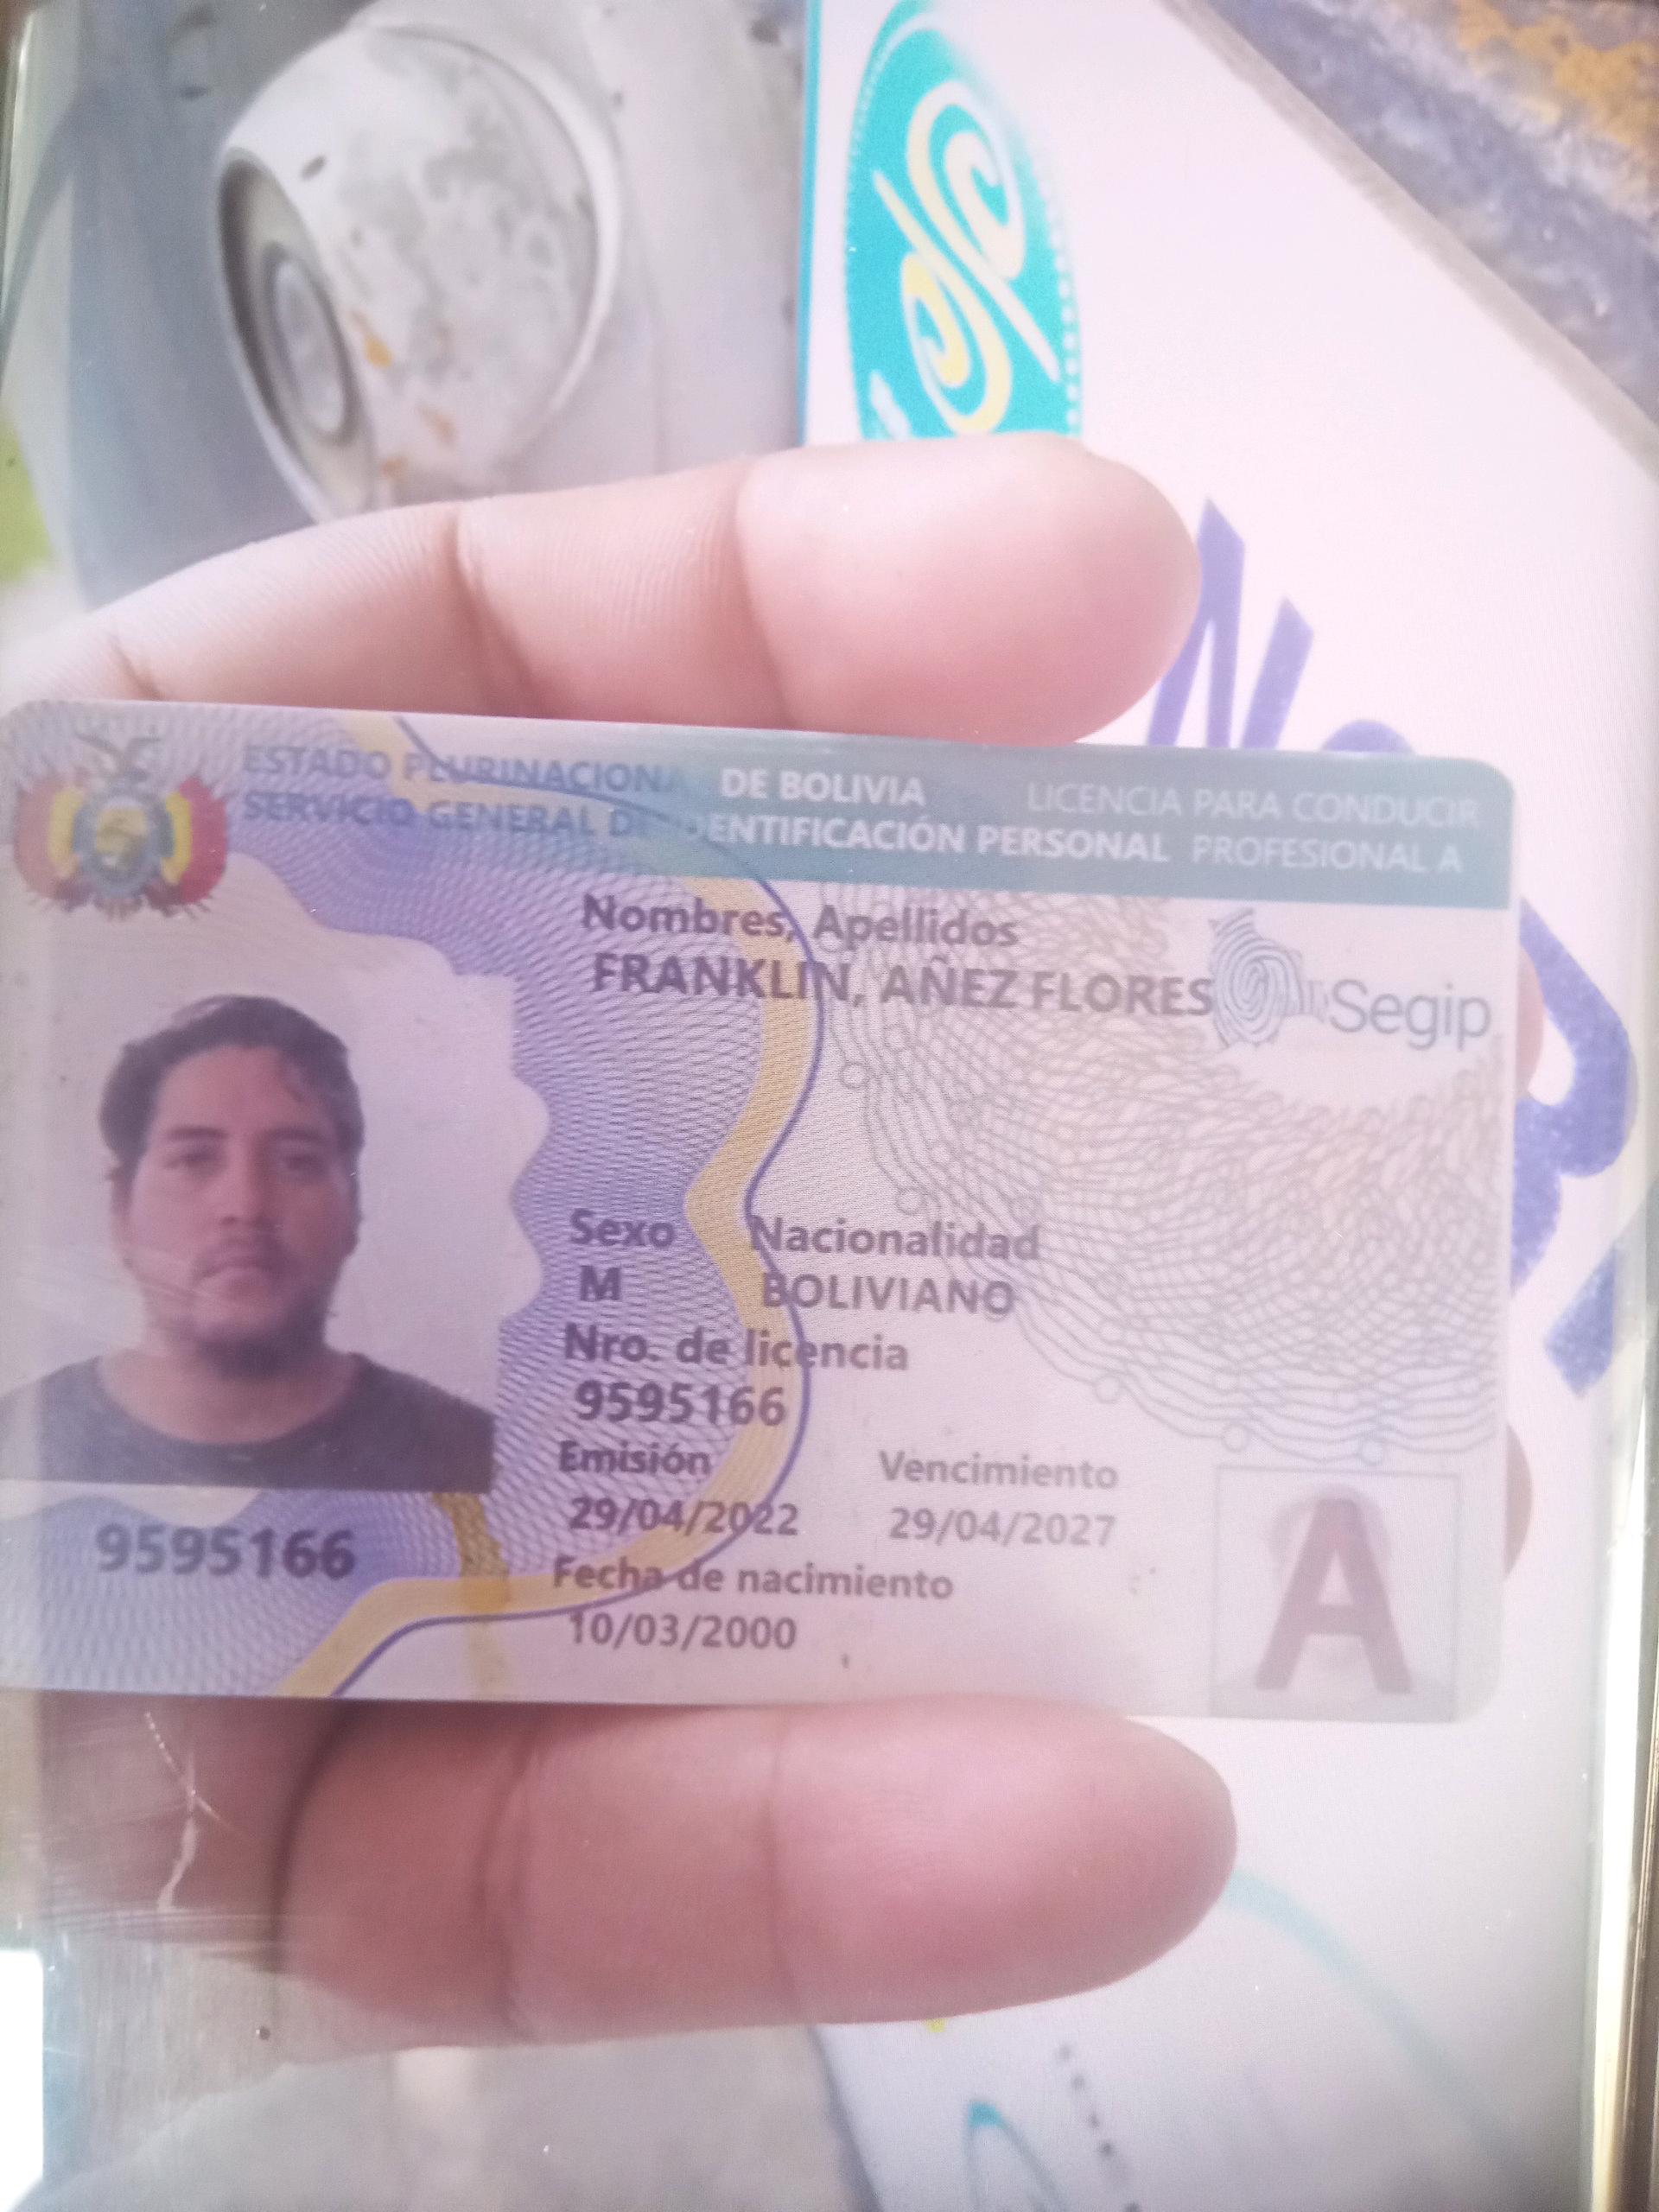 ESTADO PLURINACIONAL DE BOLIVIA LICENCIA PARA CONDUCIR
SERVICIO GENERAL DE IDENTIFICACIÓN PERSONAL PROFESIONAL A
Nombres, Apellidos
FRANKLIN, AÑEZ FLORES
Segip
Sexo Nacionalidad
M BOLIVIANO
Nro. de licencia
9595166
Emisión Vencimiento
29/04/2022 29/04/2027
9595166
Fecha de nacimiento
10/03/2000
A